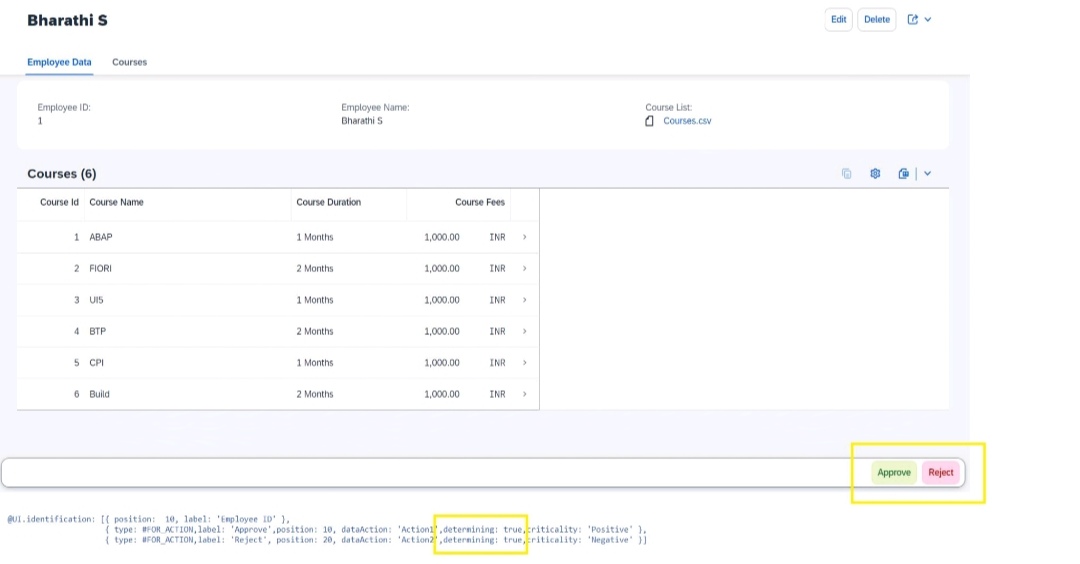 Bharathi S
Edit Delete
Employee Data Courses
Employee ID: Employee Name: Course List:
1 Bharathi S Courses.csv
Courses (6)
Course Id Course Name Course Duration Course Fees
1 ABAP 1 Months 1,000.00 INR
2 FIORI 2 Months 1,000.00 INR
3 UI5 1 Months 1,000.00 INR
4 BTP 2 Months 1,000.00 INR
5 CPI 1 Months 1,000.00 INR
6 Build 2 Months 1,000.00 INR
Approve Reject
@UI.identification: [{ position: 10, label: 'Employee ID' },
{ type: #FOR_ACTION,label: 'Approve',position: 10, dataAction: 'Action1',determining: true,criticality: 'Positive' },
{ type: #FOR_ACTION,label: 'Reject', position: 20, dataAction: 'Action2',determining: true,criticality: 'Negative' }]